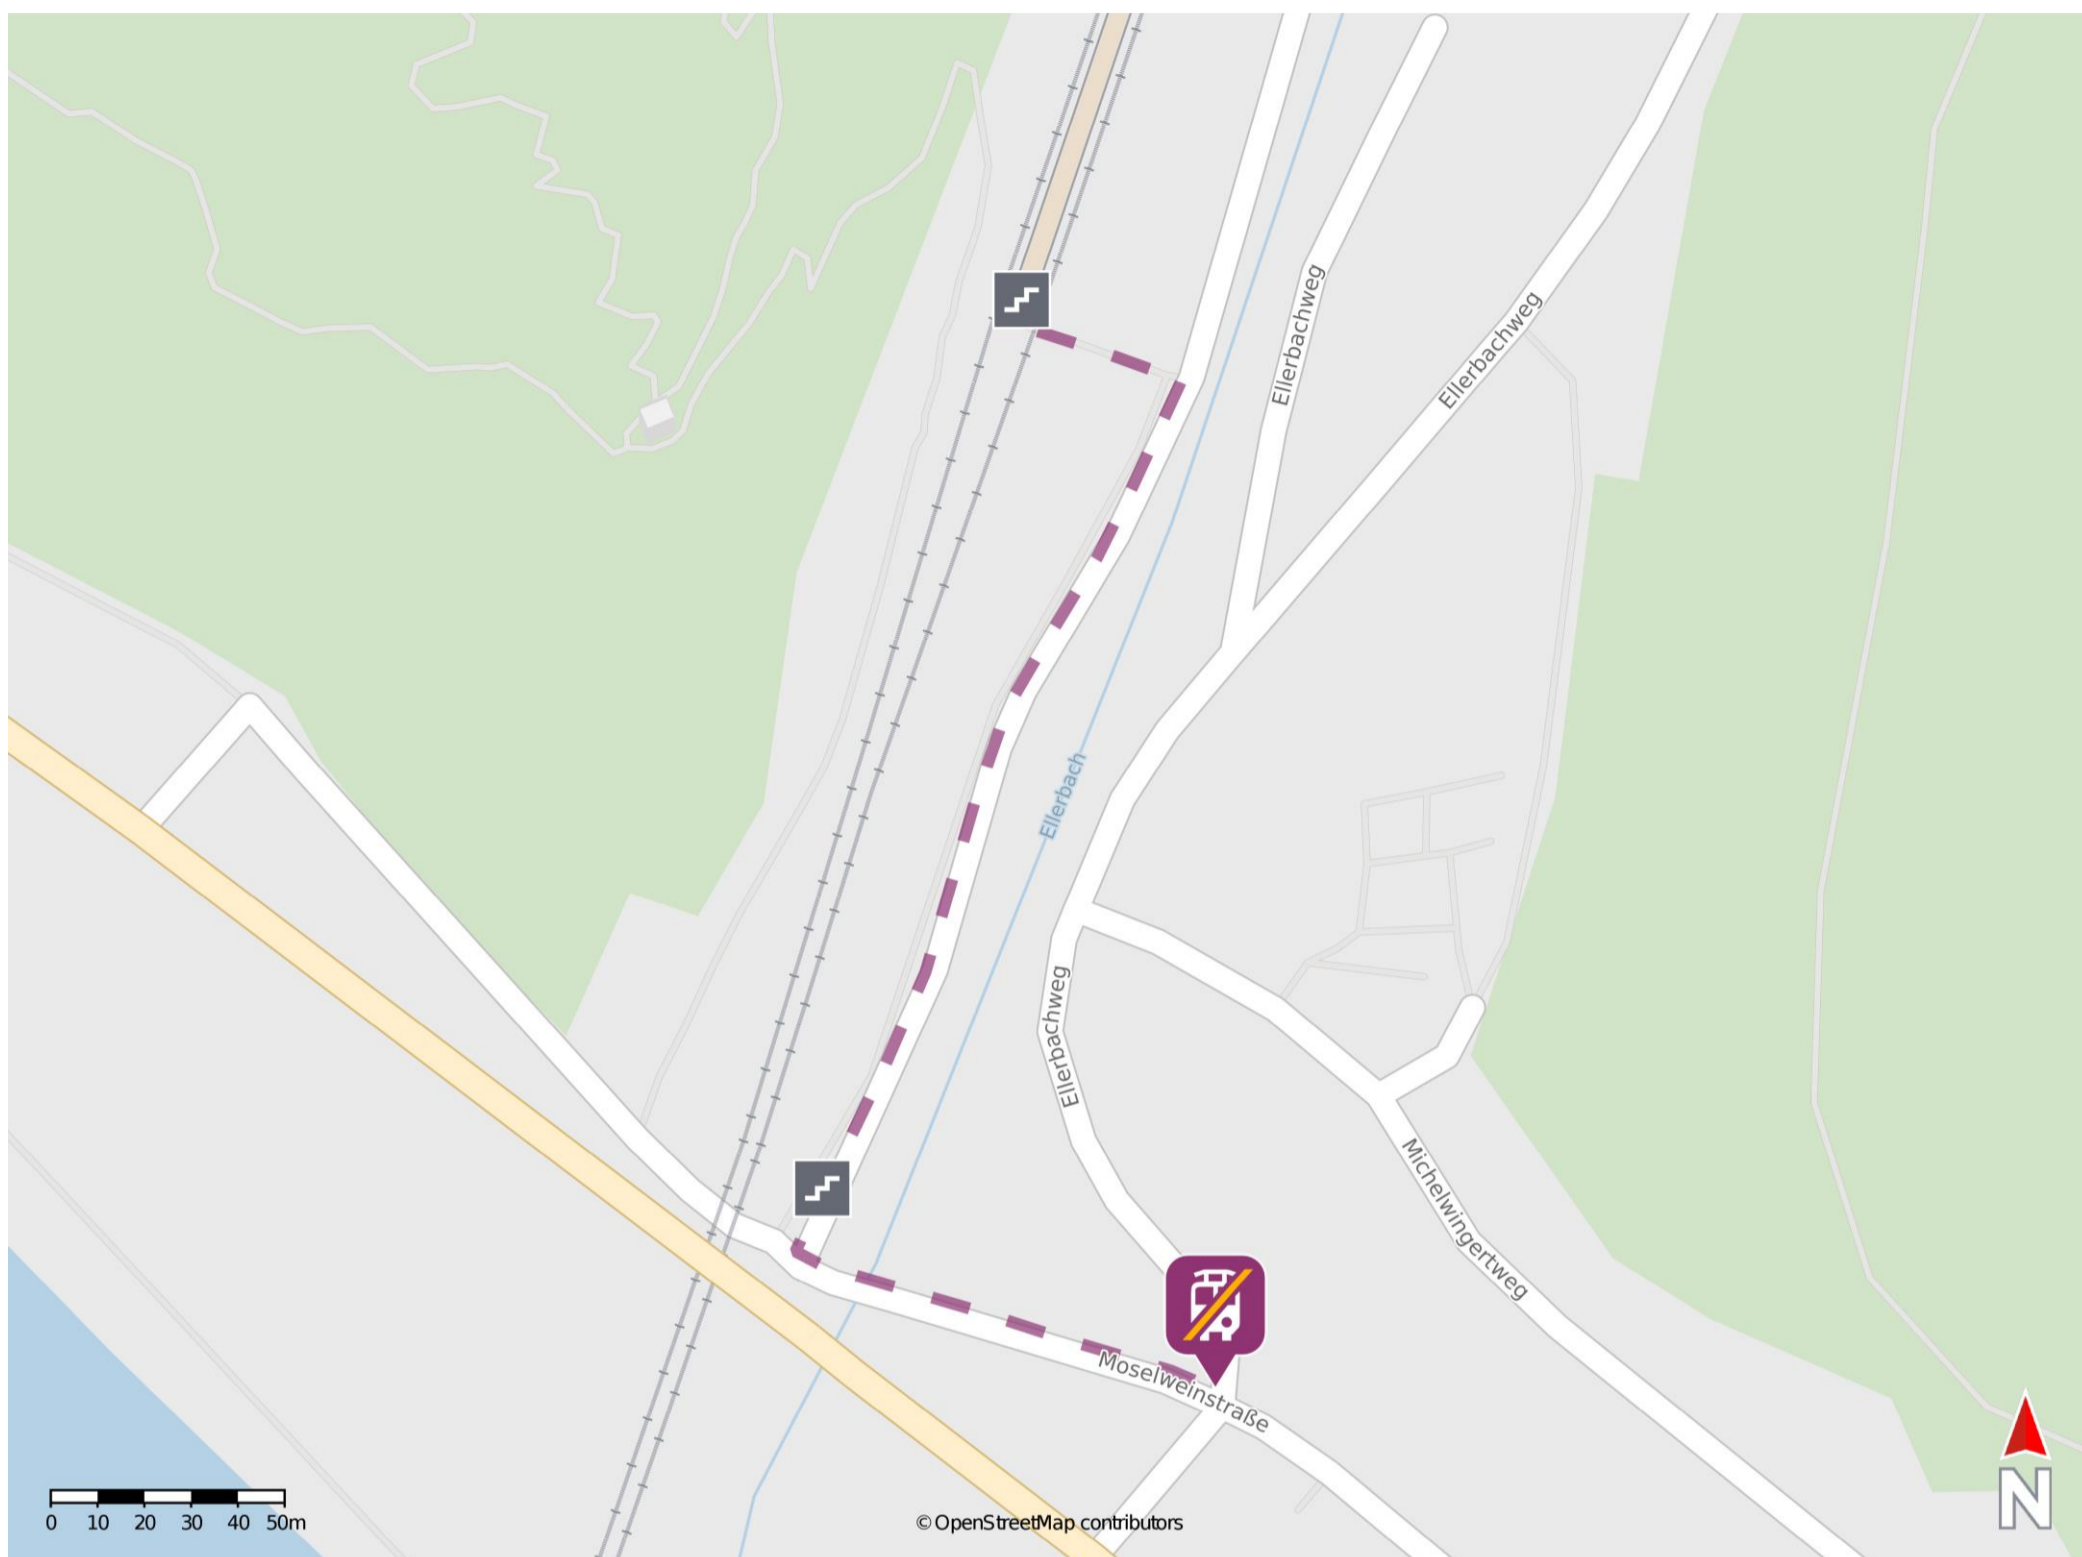 Ellerbachweg
Ellerbachweg
Ellerbach
Ellerbachweg
Michelwingertweg
Moselweinstraße
0 10 20 30 40 50m
© OpenStreetMap contributors
N